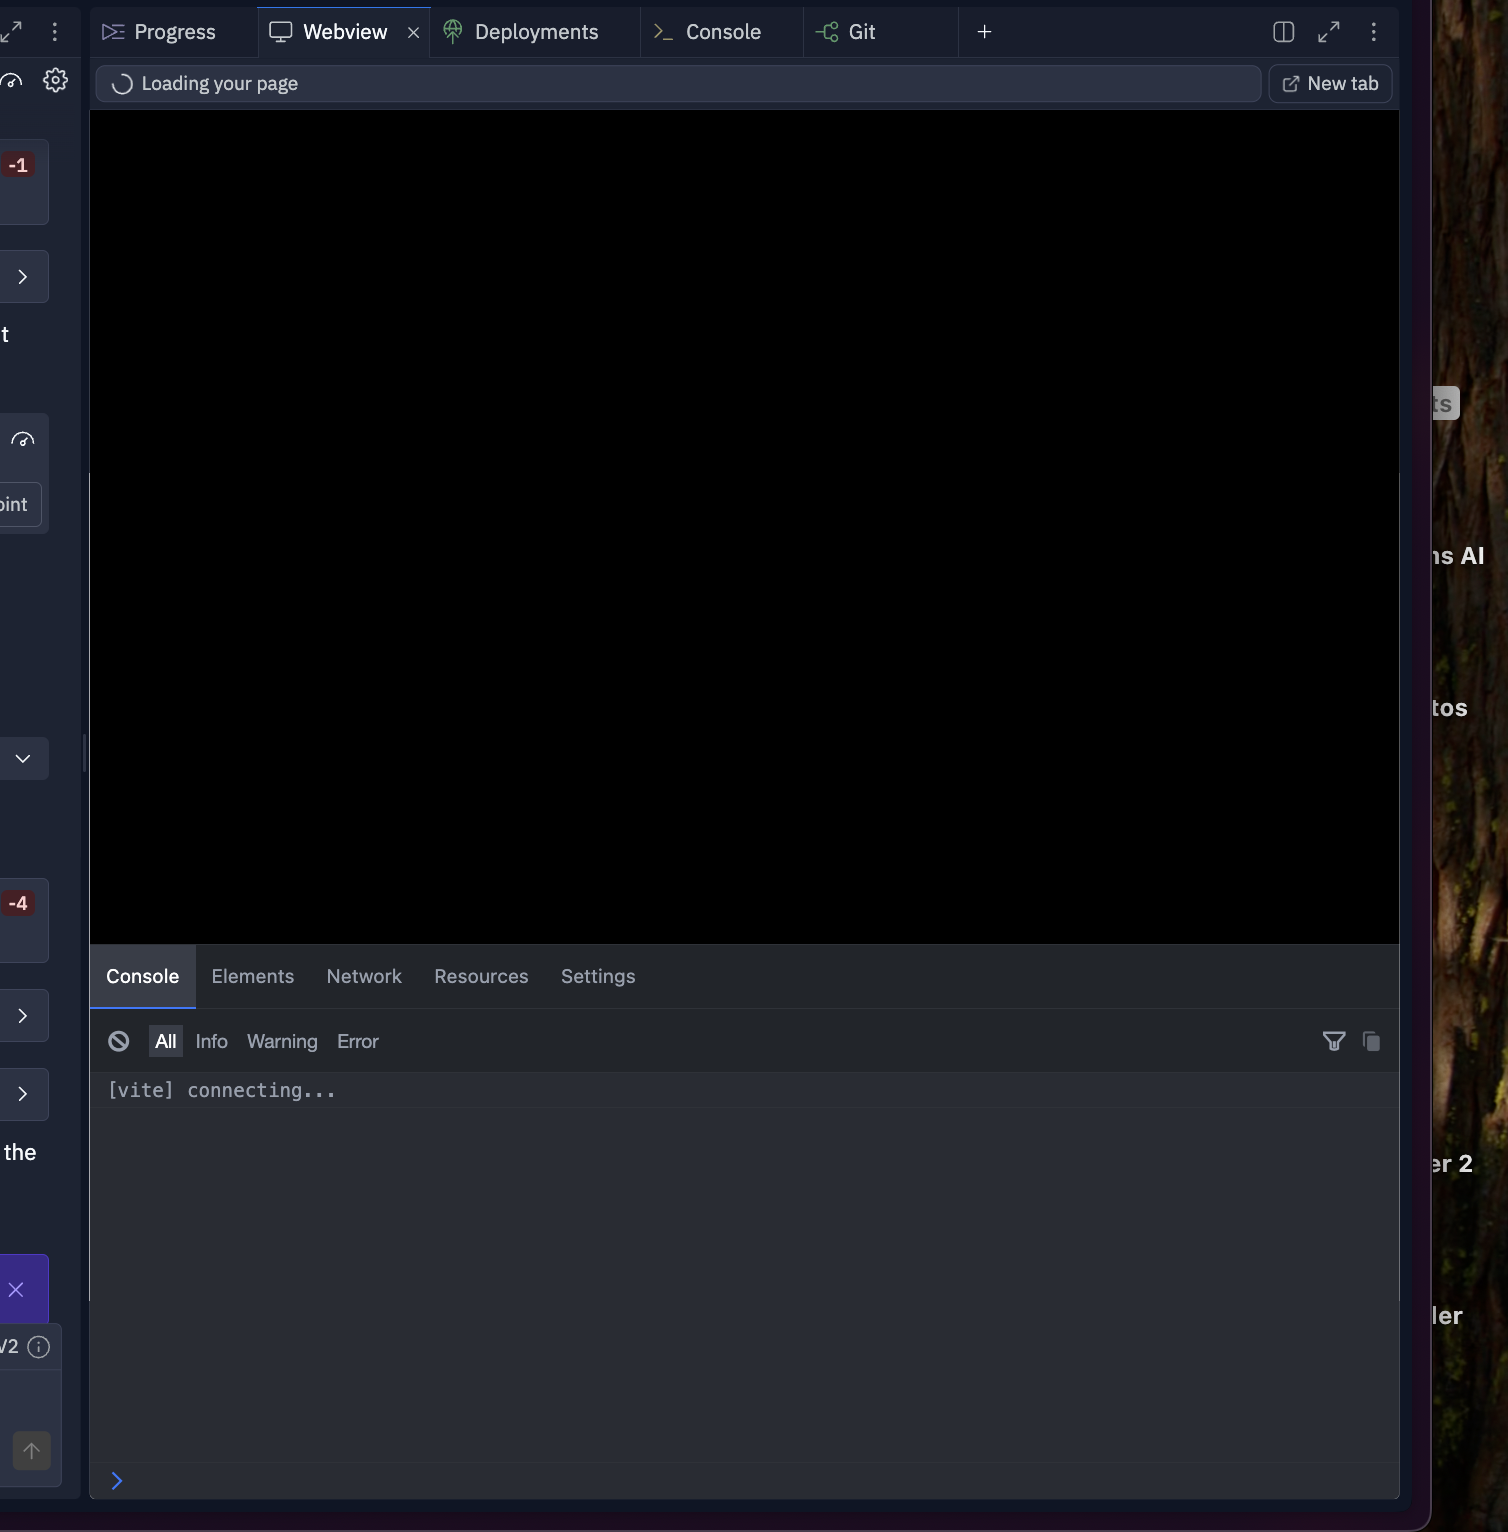 Progress
Webview
Deployments
Console
Git
Loading your page
New tab
-1
t
oint
-4
the
V2
Console
Elements
Network
Resources
Settings
All
Info
Warning
Error
[vite] connecting...
ts
ns AI
tos
er 2
ler